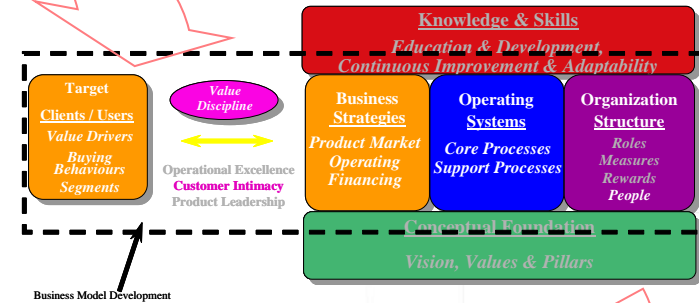 Knowledge & Skills
Education & Development,
Continuous Improvement & Adaptability
Target
Clients / Users
Value Drivers
Buying
Behaviours
Segments
Value
Discipline
Operational Excellence
Customer Intimacy
Product Leadership
Business
Strategies
Product Market
Operating
Financing
Operating
Systems
Core Processes
Support Processes
Organization
Structure
Roles
Measures
Rewards
People
Conceptual Foundation
Vision, Values & Pillars
Business Model Development